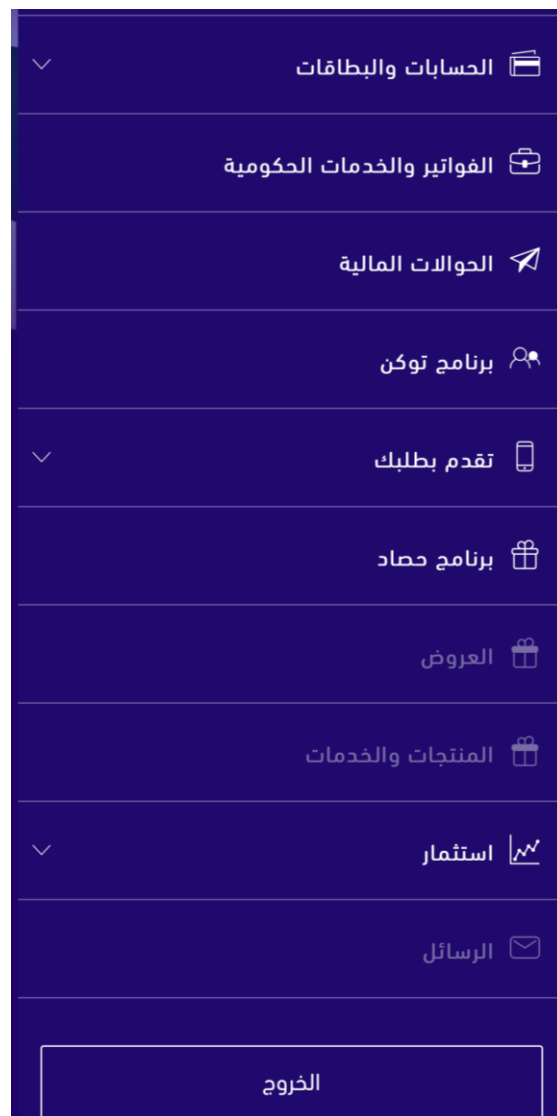 الحسابات والبطاقات
الفواتير والخدمات الحكومية
الحوالات المالية
برنامج توكن
تقدم بطلبك
برنامج حصاد
العروض
المنتجات والخدمات
استثمار
الرسائل
الخروج